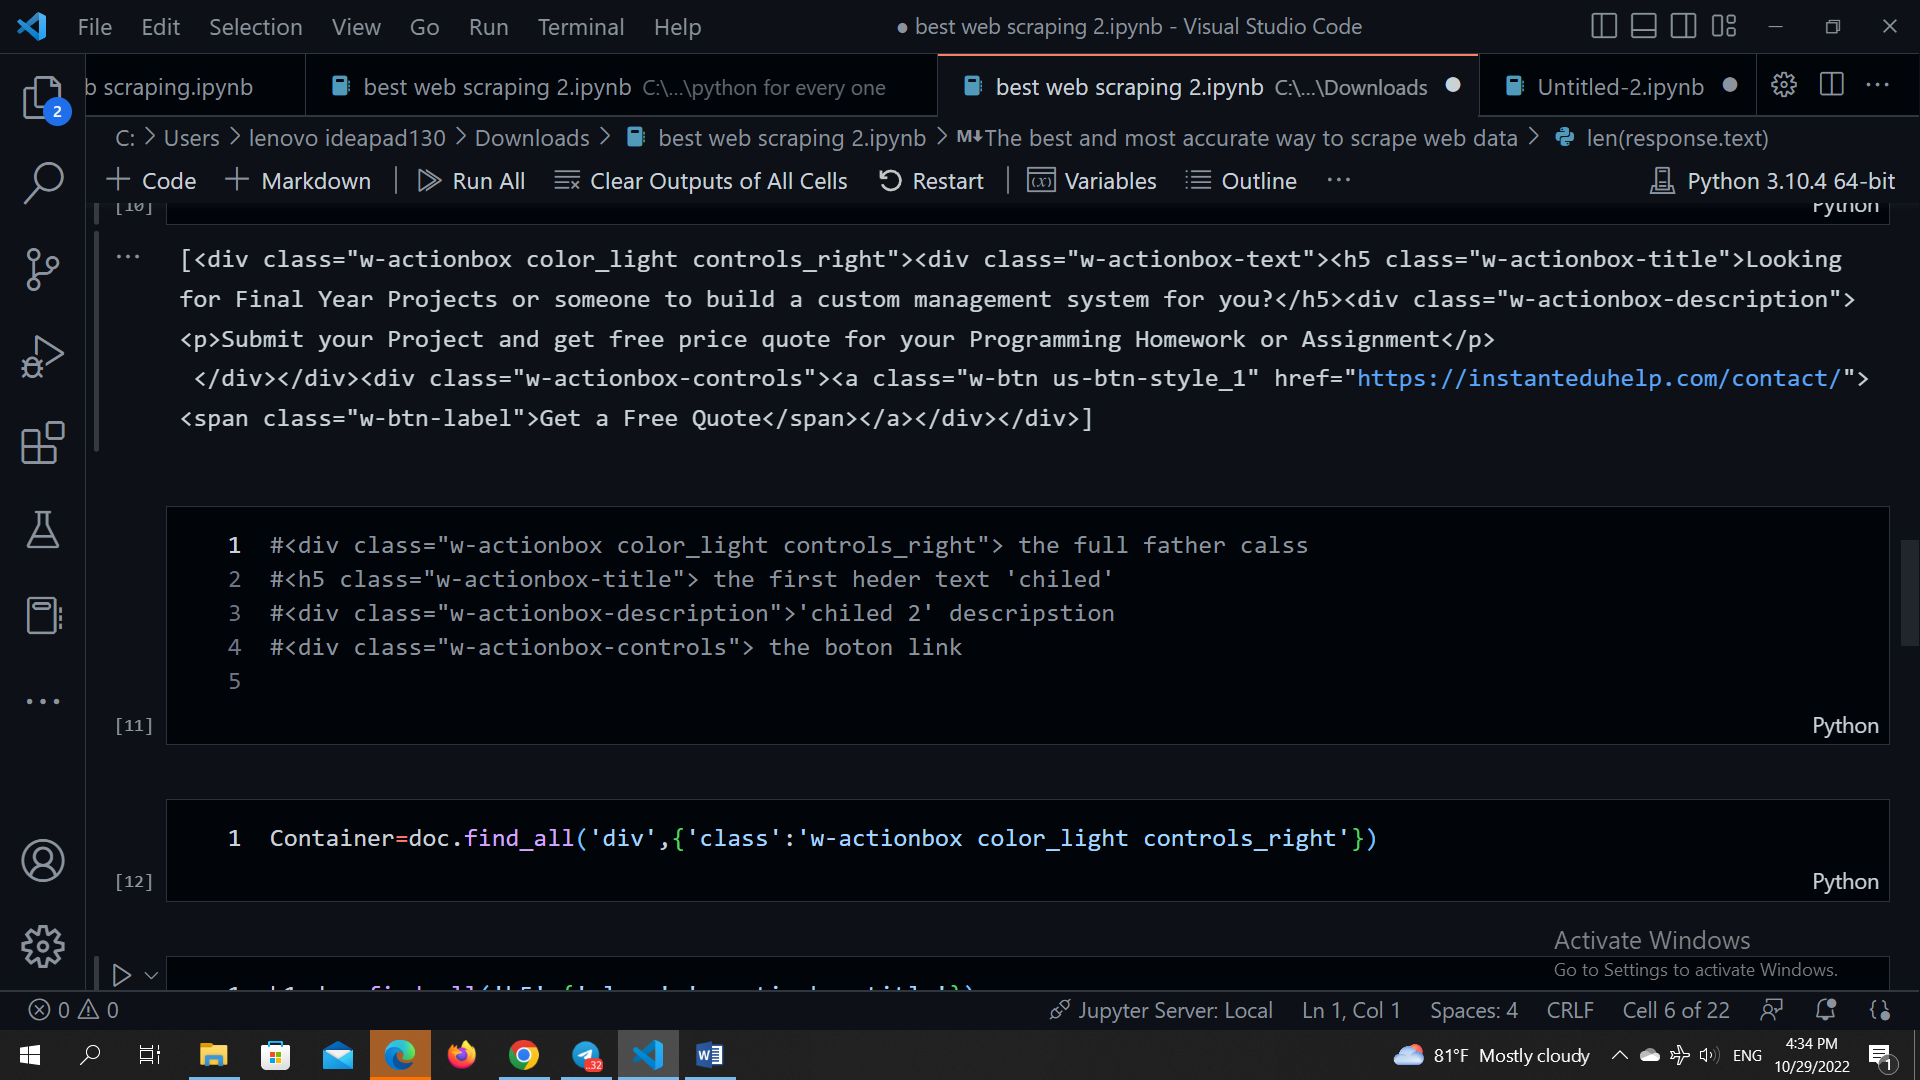 File Edit Selection View Go Run Terminal Help ● best web scraping 2.ipynb - Visual Studio Code
b scraping.ipynb best web scraping 2.ipynb C:\...\python for every one best web scraping 2.ipynb C:\...\Downloads Untitled-2.ipynb
2
C: > Users > lenovo ideapad130 > Downloads > best web scraping 2.ipynb > M↓The best and most accurate way to scrape web data > len(response.text)
+ Code + Markdown | Run All Clear Outputs of All Cells Restart | Variables Outline ··· Python 3.10.4 64-bit
[10] Python
[<div class="w-actionbox color_light controls_right"><div class="w-actionbox-text"><h5 class="w-actionbox-title">Looking
for Final Year Projects or someone to build a custom management system for you?</h5><div class="w-actionbox-description">
<p>Submit your Project and get free price quote for your Programming Homework or Assignment</p>
</div></div><div class="w-actionbox-controls"><a class="w-btn us-btn-style_1" href="https://instanteduhelp.com/contact/">
<span class="w-btn-label">Get a Free Quote</span></a></div></div>]
1 #<div class="w-actionbox color_light controls_right"> the full father calss
2 #<h5 class="w-actionbox-title"> the first heder text 'chiled'
3 #<div class="w-actionbox-description">'chiled 2' descripstion
4 #<div class="w-actionbox-controls"> the boton link
5
[11] Python
1 Container=doc.find_all('div',{'class':'w-actionbox color_light controls_right'})
[12] Python
Activate Windows
Go to Settings to activate Windows.
0 0 Jupyter Server: Local Ln 1, Col 1 Spaces: 4 CRLF Cell 6 of 22
..32 81°F Mostly cloudy ENG 4:34 PM
10/29/2022 1